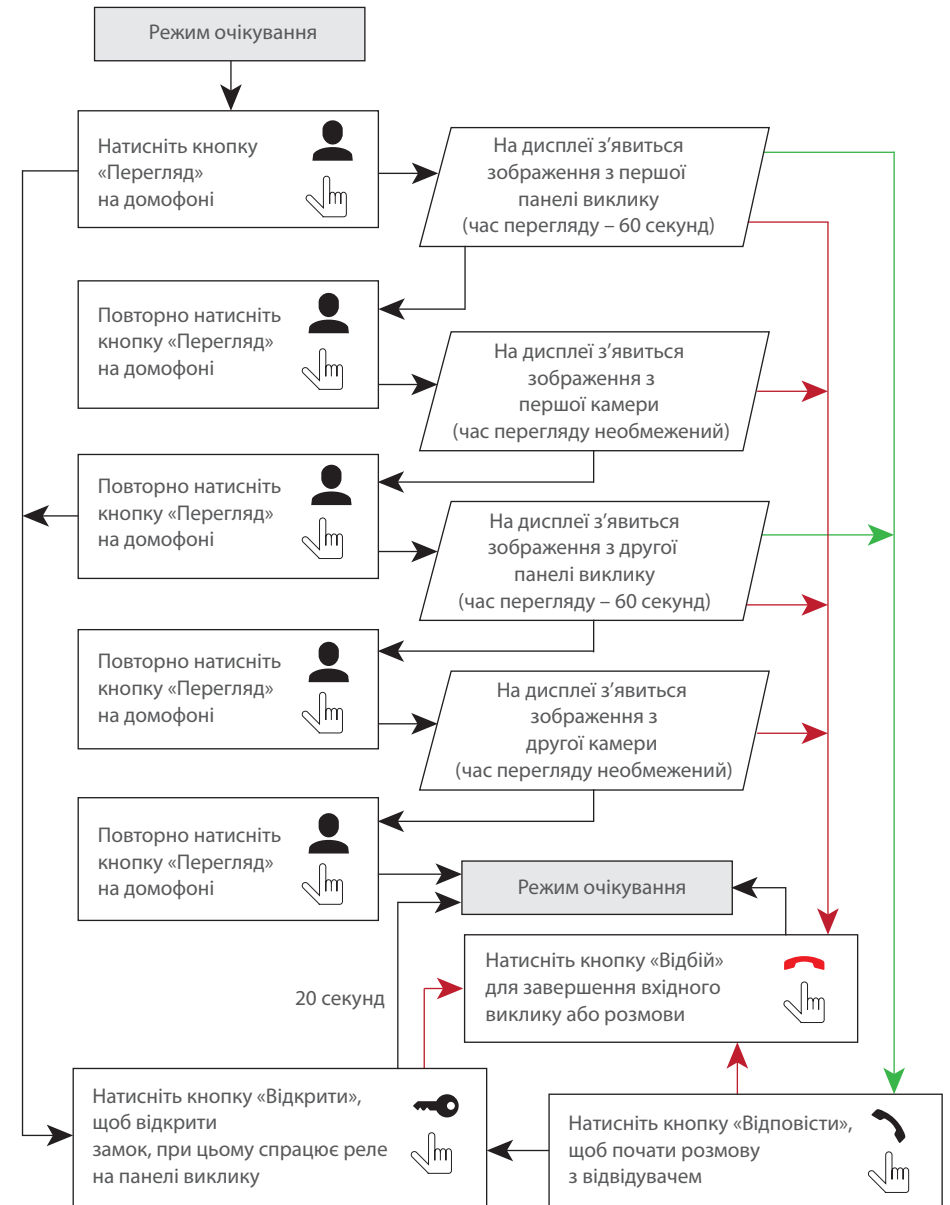 Режим очікування
Натисніть кнопку
«Перегляд»
на домофоні
На дисплеї з’явиться
зображення з першої
панелі виклику
(час перегляду – 60 секунд)
Повторно натисніть
кнопку «Перегляд»
на домофоні
На дисплеї з’явиться
зображення з
першої камери
(час перегляду необмежений)
Повторно натисніть
кнопку «Перегляд»
на домофоні
На дисплеї з’явиться
зображення з другої
панелі виклику
(час перегляду – 60 секунд)
Повторно натисніть
кнопку «Перегляд»
на домофоні
На дисплеї з’явиться
зображення з
другої камери
(час перегляду необмежений)
Повторно натисніть
кнопку «Перегляд»
на домофоні
Режим очікування
Натисніть кнопку «Відбій»
для завершення вхідного
виклику або розмови
20 секунд
Натисніть кнопку «Відкрити»,
щоб відкрити
замок, при цьому спрацює реле
на панелі виклику
Натисніть кнопку «Відповісти»,
щоб почати розмову
з відвідувачем